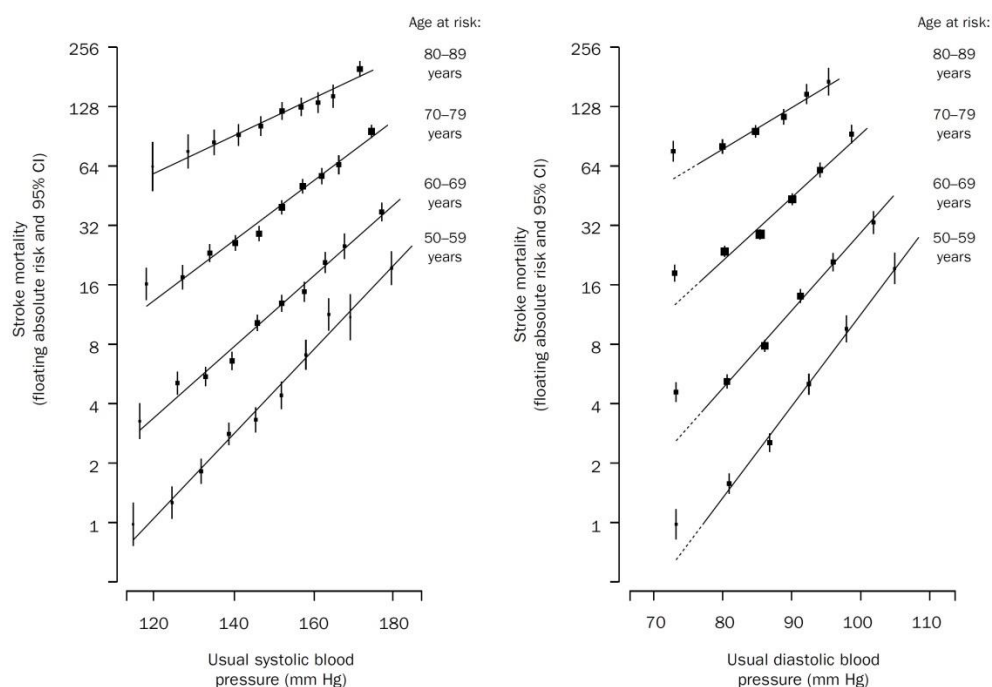 Age at risk:
80–89
years
70–79
years
60–69
years
50–59
years
256
128
64
32
16
8
4
2
1
Stroke mortality
(floating absolute risk and 95% CI)
120
140
160
180
Usual systolic blood
pressure (mm Hg)
Age at risk:
80–89
years
70–79
years
60–69
years
50–59
years
256
128
64
32
16
8
4
2
1
Stroke mortality
(floating absolute risk and 95% CI)
70
80
90
100
110
Usual diastolic blood
pressure (mm Hg)